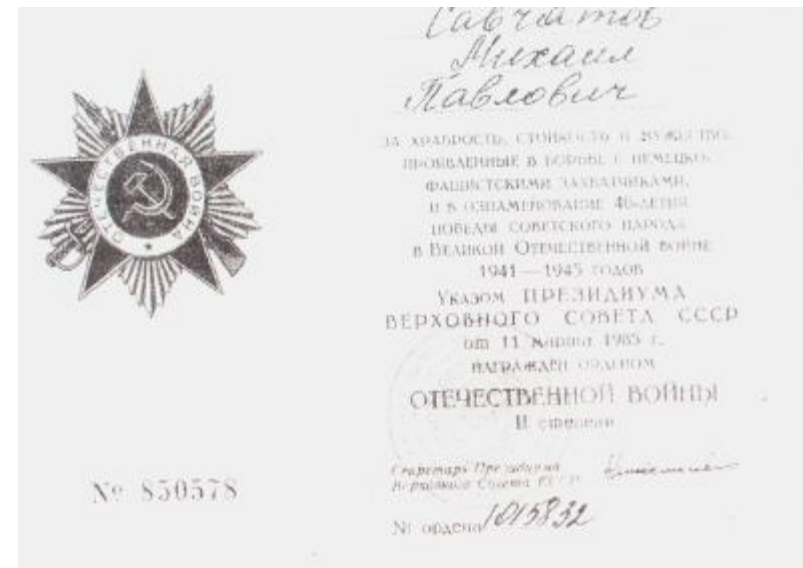 ОТЕЧЕСТВЕННАЯ ВОЙНА
№ 850578
Савчатов
Михаил
Павлович
ЗА ХРАБРОСТЬ, СТОЙКОСТЬ И МУЖЕСТВО,
ПРОЯВЛЕННЫЕ В БОРЬБЕ С НЕМЕЦКО-
ФАШИСТСКИМИ ЗАХВАТЧИКАМИ,
И В ОЗНАМЕНОВАНИЕ 40-ЛЕТИЯ
ПОБЕДЫ СОВЕТСКОГО НАРОДА
В ВЕЛИКОЙ ОТЕЧЕСТВЕННОЙ ВОЙНЕ
1941—1945 ГОДОВ
УКАЗОМ ПРЕЗИДИУМА
ВЕРХОВНОГО СОВЕТА СССР
от 11 марта 1985 г.
НАГРАЖДЕН ОРДЕНОМ
ОТЕЧЕСТВЕННОЙ ВОЙНЫ
II степени
Секретарь Президиума
Верховного Совета СССР
№ ордена 1015832